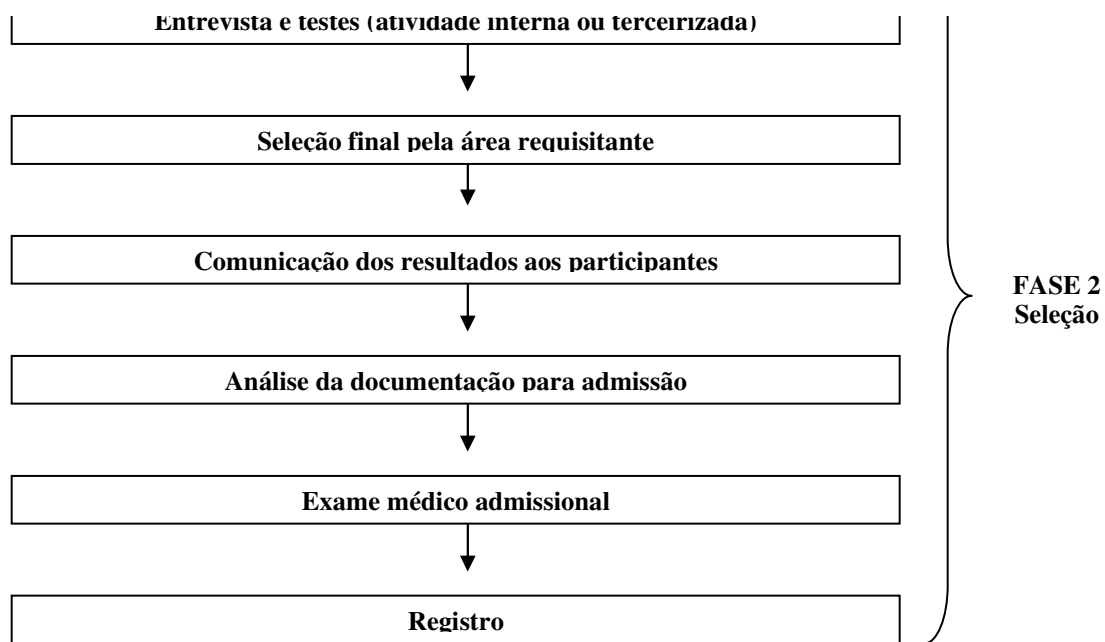 Entrevista e testes (atividade interna ou terceirizada)
Seleção final pela área requisitante
Comunicação dos resultados aos participantes
FASE 2
Seleção
Análise da documentação para admissão
Exame médico admissional
Registro